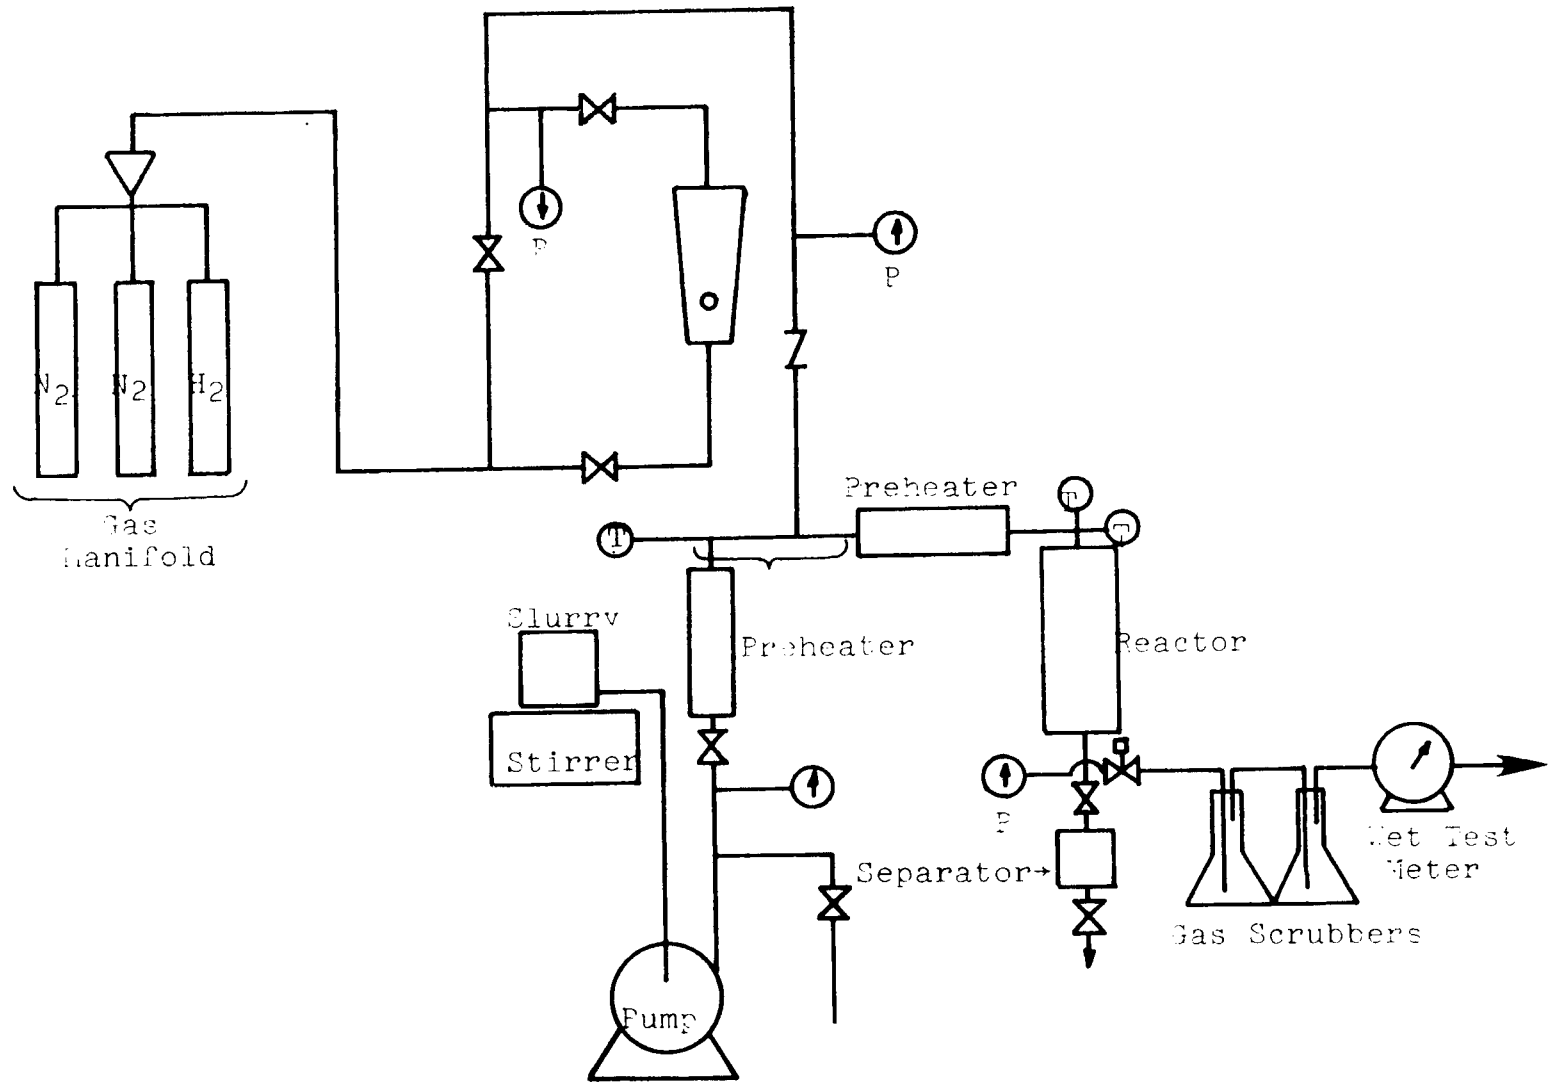 N2
N2
H2
Gas
Manifold
P
P
Preheater
T
T
T
Slurry
Preheater
Stirrer
Reactor
P
Separator→
Wet Test
Meter
Gas Scrubbers
Pump